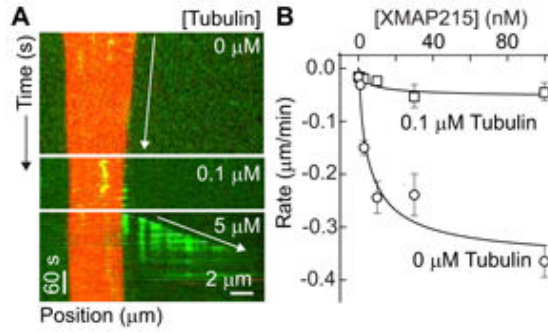 A
[Tubulin]
0 μM
Time (s)
0.1 μM
5 μM
60 s
2 μm
Position (μm)
B
[XMAP215] (nM)
0 40 80
0.0
-0.1
-0.2
-0.3
-0.4
Rate (μm/min)
0.1 μM Tubulin
0 μM Tubulin